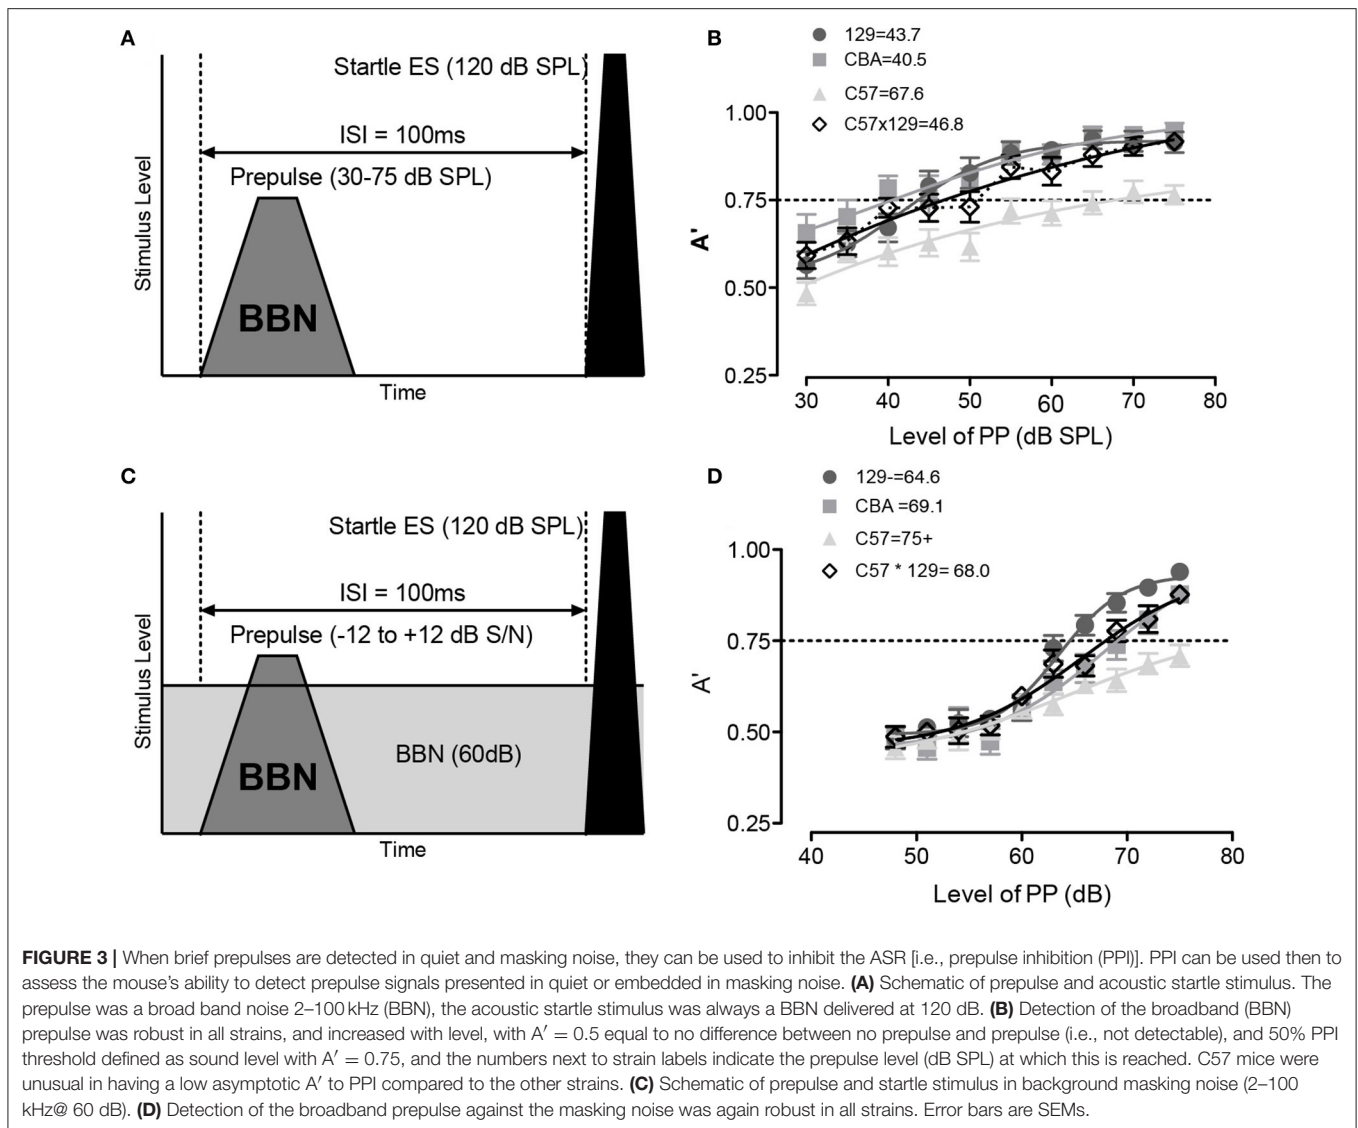 A
Startle ES (120 dB SPL)
ISI = 100ms
Prepulse (30-75 dB SPL)
BBN
Stimulus Level
Time
B
129=43.7
CBA=40.5
C57=67.6
C57x129=46.8
1.00
0.75
0.50
0.25
A'
30
40
50
60
70
80
Level of PP (dB SPL)
C
Startle ES (120 dB SPL)
ISI = 100ms
Prepulse (-12 to +12 dB S/N)
BBN (60dB)
BBN
Stimulus Level
Time
D
129-=64.6
CBA =69.1
C57=75+
C57 * 129= 68.0
1.00
0.75
0.50
0.25
A'
40
50
60
70
80
Level of PP (dB)
FIGURE 3 | When brief prepulses are detected in quiet and masking noise, they can be used to inhibit the ASR [i.e., prepulse inhibition (PPI)]. PPI can be used then to
assess the mouse's ability to detect prepulse signals presented in quiet or embedded in masking noise. (A) Schematic of prepulse and acoustic startle stimulus. The
prepulse was a broad band noise 2–100 kHz (BBN), the acoustic startle stimulus was always a BBN delivered at 120 dB. (B) Detection of the broadband (BBN)
prepulse was robust in all strains, and increased with level, with A′ = 0.5 equal to no difference between no prepulse and prepulse (i.e., not detectable), and 50% PPI
threshold defined as sound level with A′ = 0.75, and the numbers next to strain labels indicate the prepulse level (dB SPL) at which this is reached. C57 mice were
unusual in having a low asymptotic A′ to PPI compared to the other strains. (C) Schematic of prepulse and startle stimulus in background masking noise (2–100
kHz@ 60 dB). (D) Detection of the broadband prepulse against the masking noise was again robust in all strains. Error bars are SEMs.